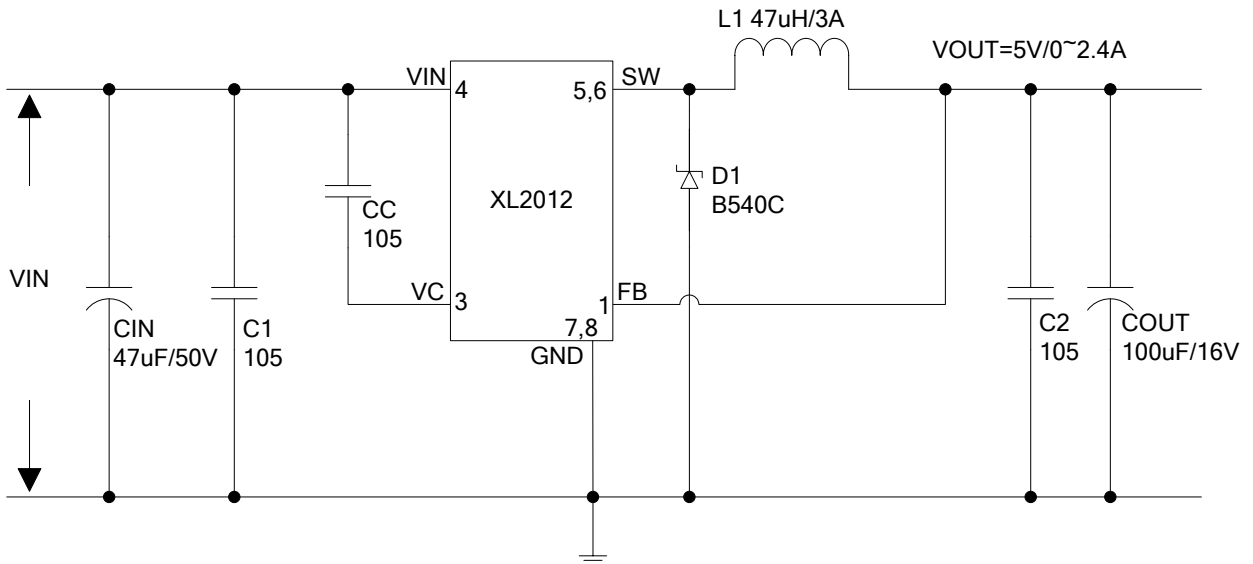 L1 47uH/3A
VOUT=5V/0~2.4A
VIN
4
5,6
SW
XL2012
D1
B540C
CC
105
VIN
VC
3
1
FB
7,8
GND
CIN
47uF/50V
C1
105
C2
105
COUT
100uF/16V